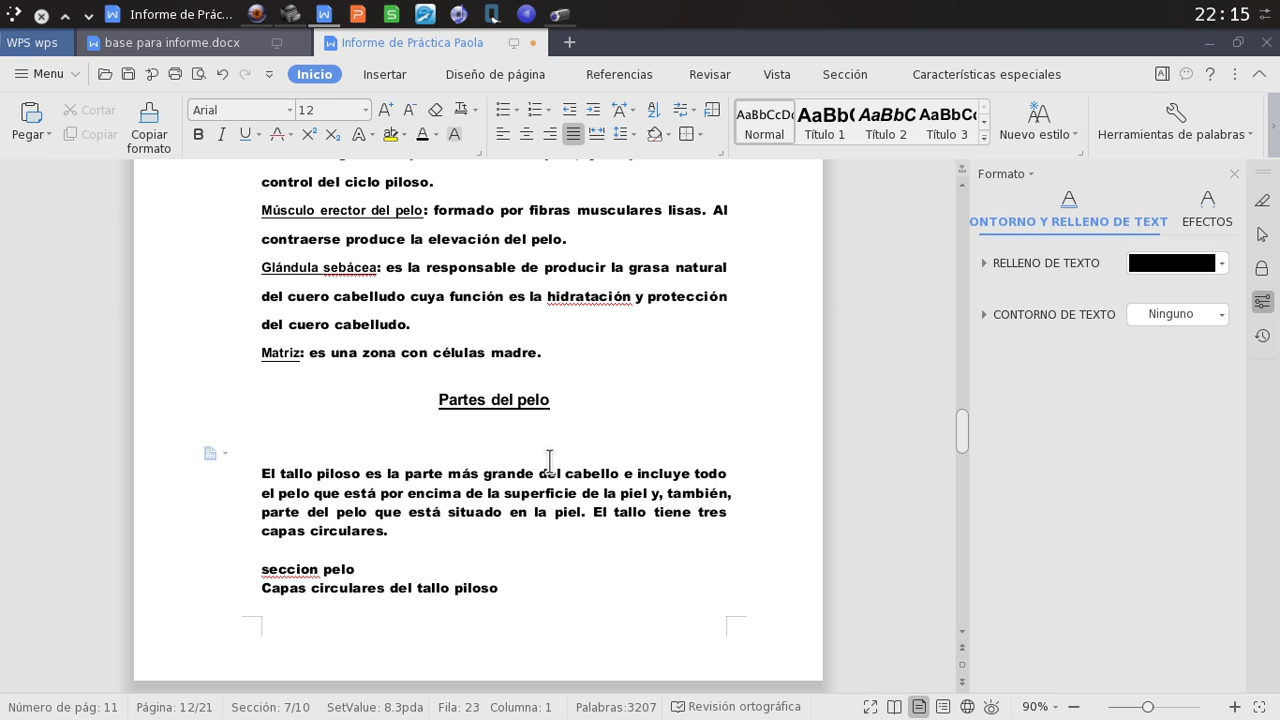 Informe de Prác...
22:15
WPS wps
base para informe.docx
Informe de Práctica Paola
Menu
Inicio
Insertar
Diseño de página
Referencias
Revisar
Vista
Sección
Características especiales
Pegar
Cortar
Copiar
Copiar formato
Arial
12
AaBbCcDc
Normal
AaBb(
Título 1
AaBbC
Título 2
AaBbCc
Título 3
Nuevo estilo
Herramientas de palabras
control del ciclo piloso.
Músculo erector del pelo: formado por fibras musculares lisas. Al
contraerse produce la elevación del pelo.
Glándula sebácea: es la responsable de producir la grasa natural
del cuero cabelludo cuya función es la hidratación y protección
del cuero cabelludo.
Matriz: es una zona con células madre.
Partes del pelo
El tallo piloso es la parte más grande del cabello e incluye todo
el pelo que está por encima de la superficie de la piel y, también,
parte del pelo que está situado en la piel. El tallo tiene tres
capas circulares.
seccion pelo
Capas circulares del tallo piloso
Formato
ONTORNO Y RELLENO DE TEXT
EFECTOS
RELLENO DE TEXTO
CONTORNO DE TEXTO
Ninguno
Número de pág: 11
Página: 12/21
Sección: 7/10
SetValue: 8.3pda
Fila: 23
Columna: 1
Palabras:3207
Revisión ortográfica
90%